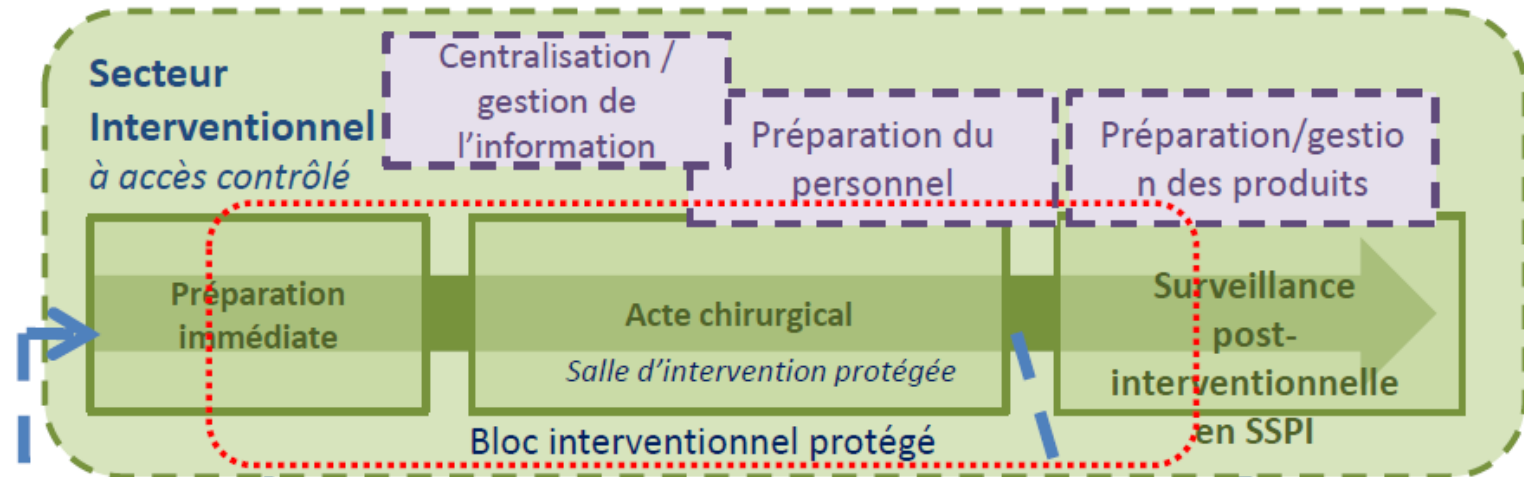 Secteur
Interventionnel
à accès contrôlé
Centralisation /
gestion de
l'information
Préparation du
personnel
Préparation/gestio
n des produits
Préparation
immédiate
Acte chirurgical
Salle d'intervention protégée
Surveillance
post-
interventionnelle
en SSPI
Bloc interventionnel protégé